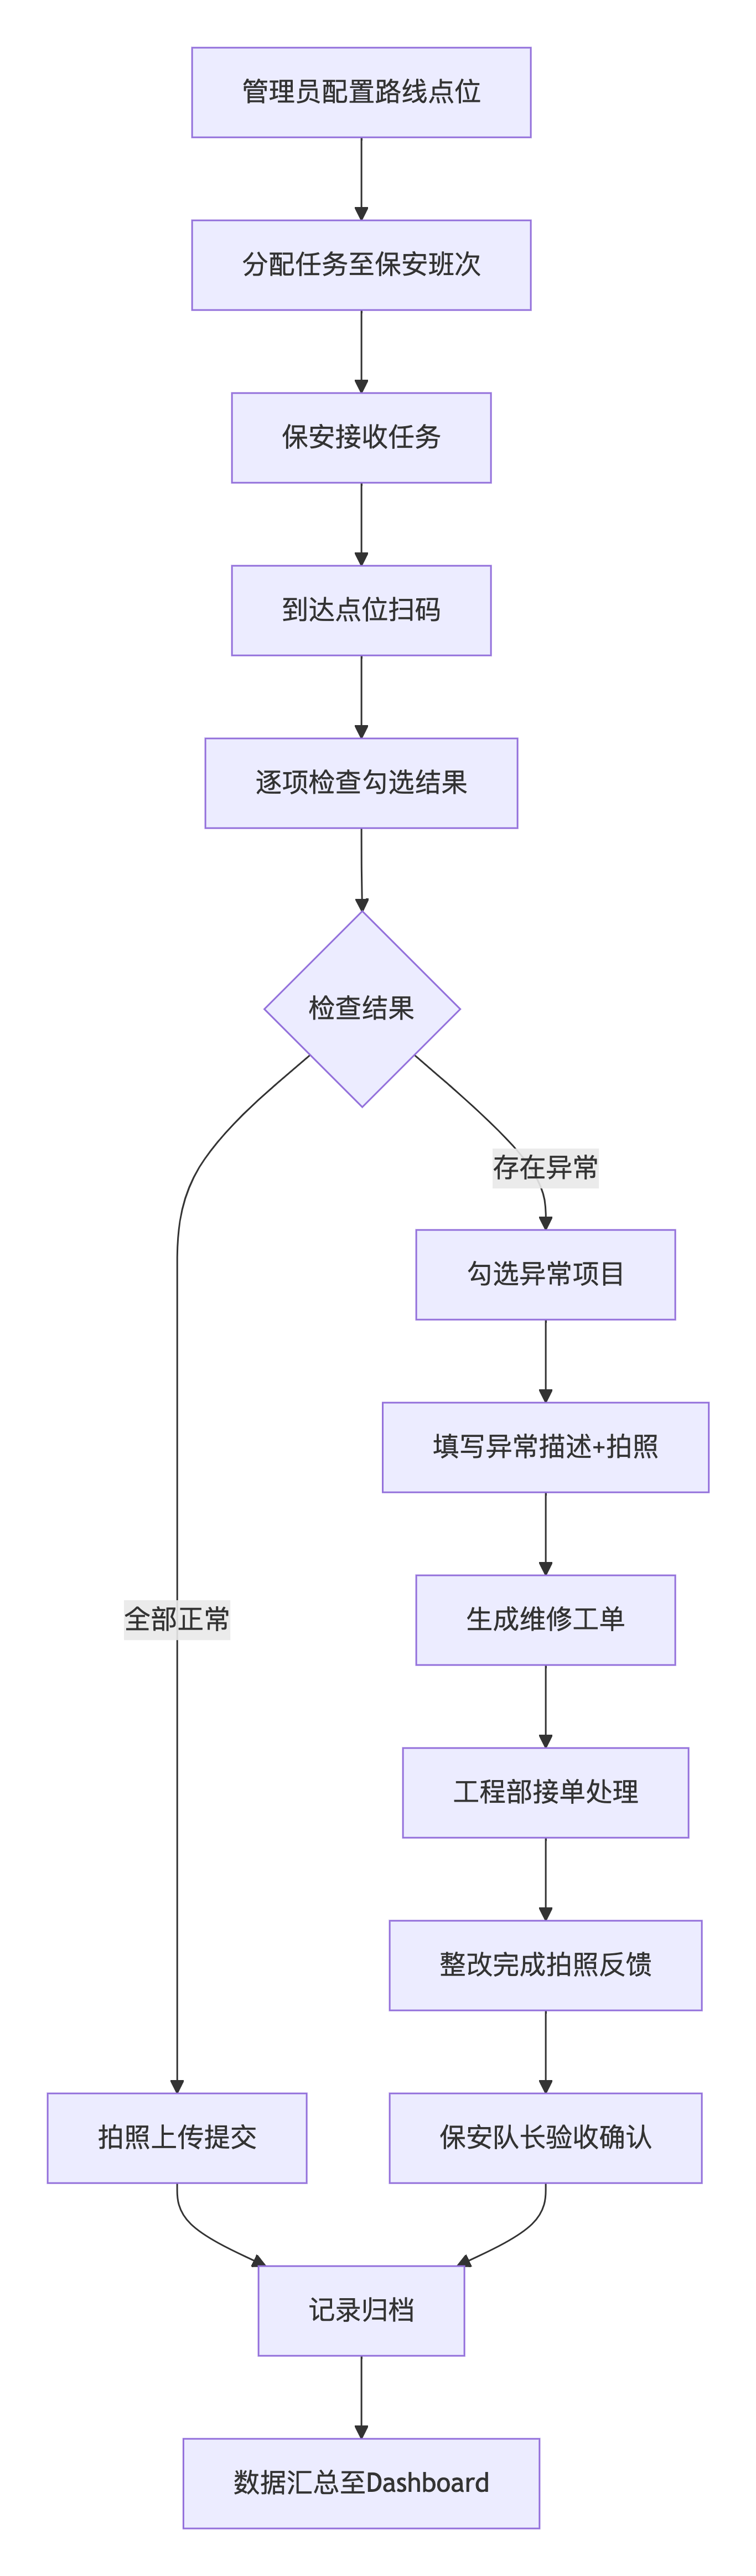 管理员配置路线点位
分配任务至保安班次
保安接收任务
到达点位扫码
逐项检查勾选结果
检查结果
存在异常
勾选异常项目
填写异常描述+拍照
生成维修工单
全部正常
工程部接单处理
整改完成拍照反馈
拍照上传提交
保安队长验收确认
记录归档
数据汇总至Dashboard